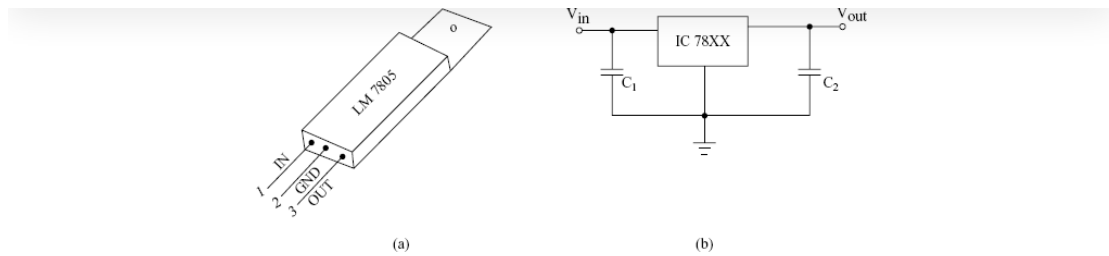 LM 7805
1 IN
2 GND
3 OUT
(a)
Vin
Vout
IC 78XX
C1
C2
(b)